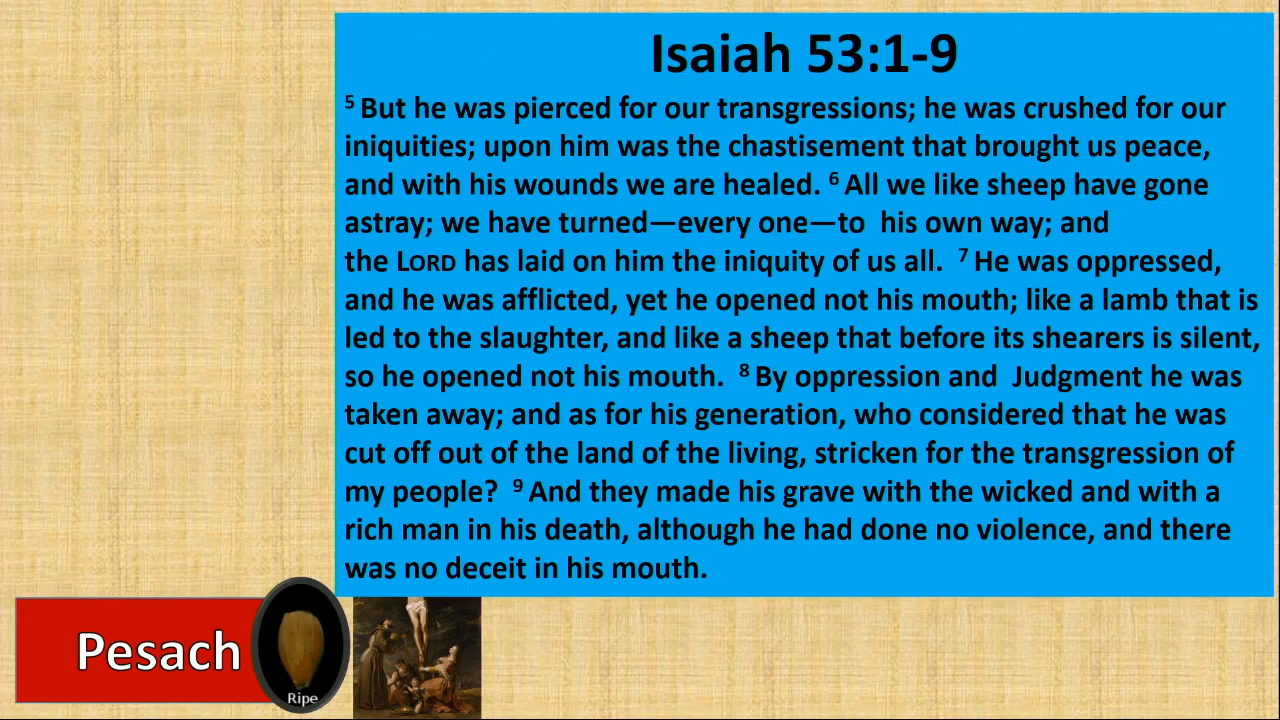 Isaiah 53:1-9
5 But he was pierced for our transgressions; he was crushed for our
iniquities; upon him was the chastisement that brought us peace,
and with his wounds we are healed. 6 All we like sheep have gone
astray; we have turned—every one—to  his own way; and
the LORD has laid on him the iniquity of us all.  7 He was oppressed,
and he was afflicted, yet he opened not his mouth; like a lamb that is
led to the slaughter, and like a sheep that before its shearers is silent,
so he opened not his mouth.  8 By oppression and  Judgment he was
taken away; and as for his generation, who considered that he was
cut off out of the land of the living, stricken for the transgression of
my people?  9 And they made his grave with the wicked and with a
rich man in his death, although he had done no violence, and there
was no deceit in his mouth.
Pesach
Ripe